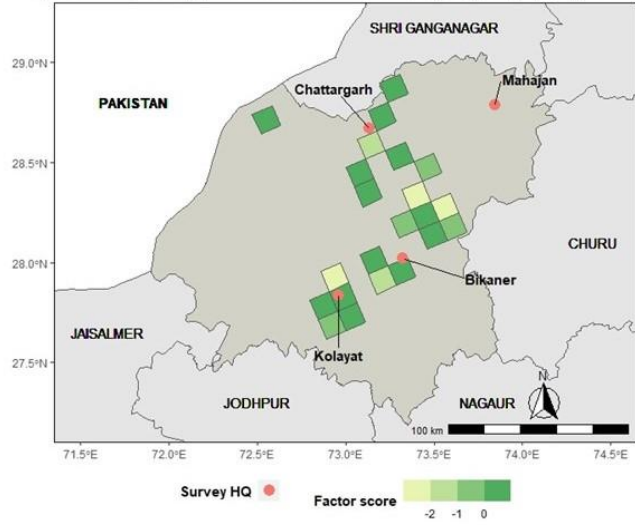 SHRI GANGANAGAR
29.0°N
Mahajan
Chattargarh
PAKISTAN
28.5°N
CHURU
28.0°N
Bikaner
JAISALMER
27.5°N
Kolayat
N
JODHPUR
NAGAUR
100 km
71.5°E 72.0°E 72.5°E 73.0°E 73.5°E 74.0°E 74.5°E
Survey HQ
Factor score
-2 -1 0